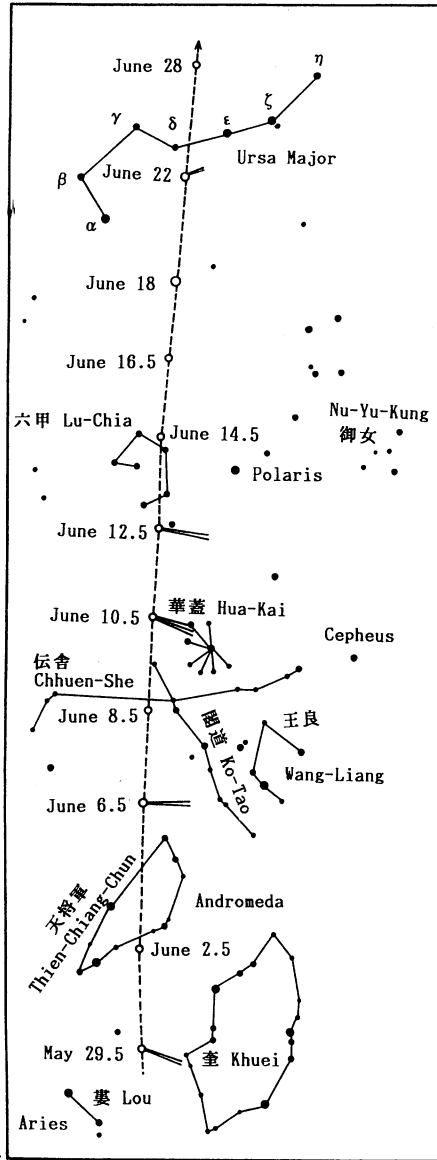 η
June 28
ζ
γ
δ
ε
Ursa Major
β
June 22
α
June 18
June 16.5
六甲 Lu-Chia
June 14.5
Nu-Yu-Kung
御女
Polaris
June 12.5
華蓋 Hua-Kai
June 10.5
Cepheus
伝舎
Chhuen-She
June 8.5
閣道 Ko-Tao
王良
Wang-Liang
June 6.5
天将軍
Thien-Chiang-Chun
Andromeda
June 2.5
May 29.5
奎 Khuei
婁 Lou
Aries